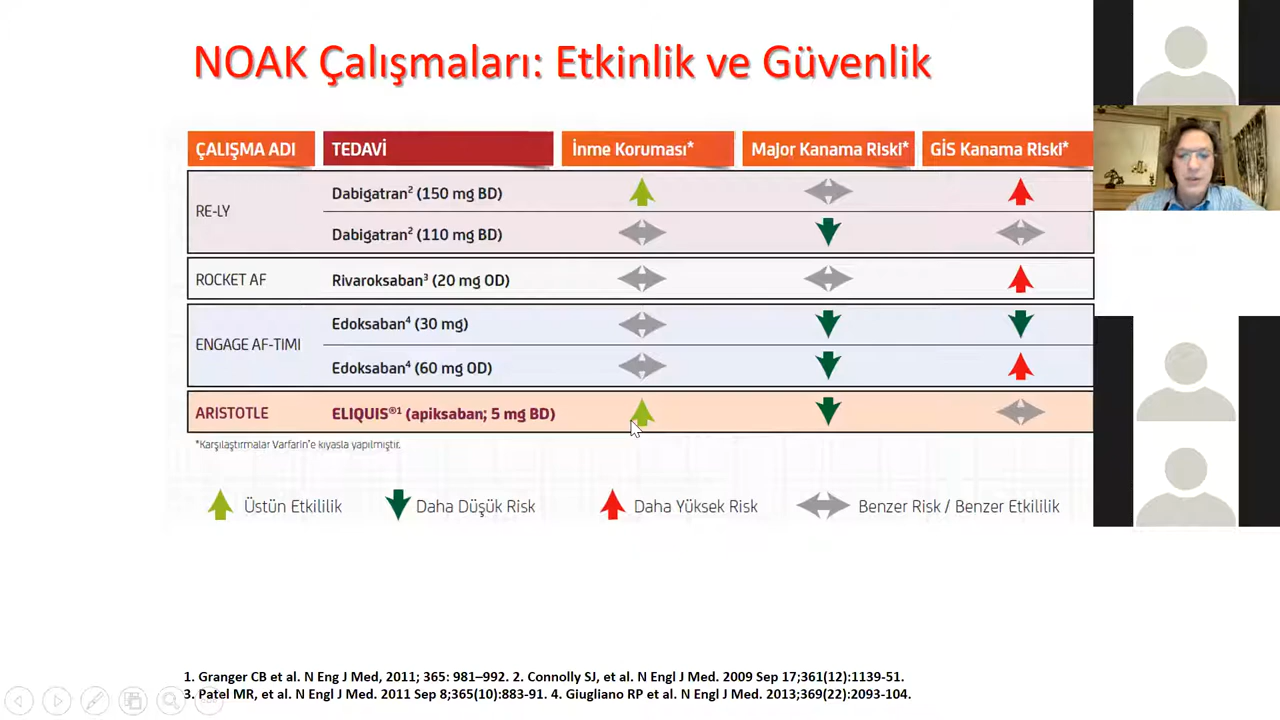 NOAK Çalışmaları: Etkinlik ve Güvenlik
ÇALIŞMA ADI TEDAVİ İnme Koruması* Major Kanama Riski* GİS Kanama Riski*
RE-LY
Dabigatran² (150 mg BD)
Dabigatran² (110 mg BD)
ROCKET AF Rivaroksaban³ (20 mg OD)
ENGAGE AF-TIMI
Edoksaban⁴ (30 mg)
Edoksaban⁴ (60 mg OD)
ARISTOTLE ELIQUIS®¹ (apiksaban; 5 mg BD)
*Karşılaştırmalar Varfarin'e kıyasla yapılmıştır.
Üstün Etkililik Daha Düşük Risk Daha Yüksek Risk Benzer Risk / Benzer Etkililik
1. Granger CB et al. N Eng J Med, 2011; 365: 981–992. 2. Connolly SJ, et al. N Engl J Med. 2009 Sep 17;361(12):1139-51.
3. Patel MR, et al. N Engl J Med. 2011 Sep 8;365(10):883-91. 4. Giugliano RP et al. N Engl J Med. 2013;369(22):2093-104.